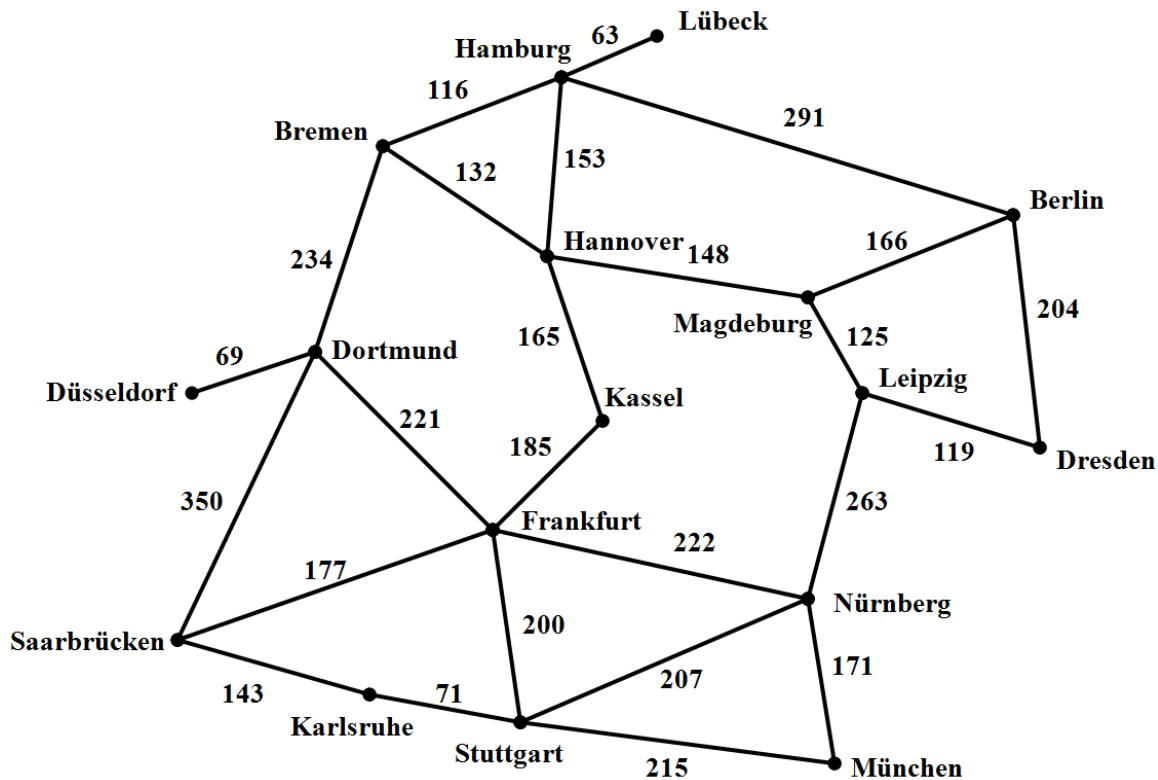 63
Lübeck
Hamburg
116
291
Bremen
132
153
Berlin
Hannover
148
166
234
Magdeburg
204
165
125
69
Dortmund
Leipzig
Düsseldorf
Kassel
221
185
119
Dresden
350
263
Frankfurt
222
177
Nürnberg
Saarbrücken
200
171
207
143
71
Karlsruhe
Stuttgart
215
München